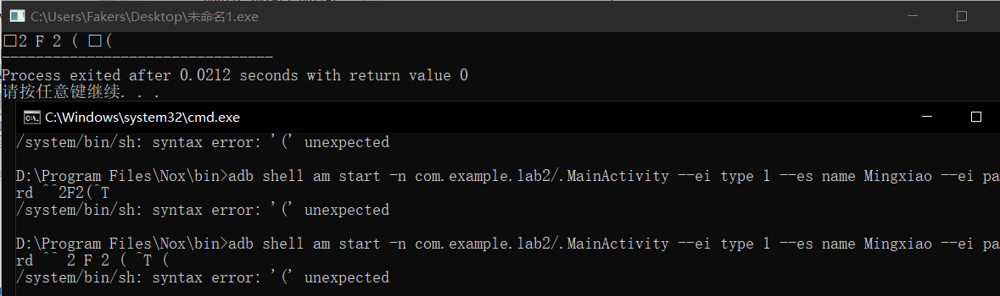 C:\Users\Fakers\Desktop\未命名1.exe
□2 F 2 ( □(
--------------------------------
Process exited after 0.0212 seconds with return value 0
请按任意键继续. . .
C:\Windows\system32\cmd.exe
/system/bin/sh: syntax error: '(' unexpected
D:\Program Files\Nox\bin>adb shell am start -n com.example.lab2/.MainActivity --ei type 1 --es name Mingxiao --ei pa
rd ^^2F2(^T
/system/bin/sh: syntax error: '(' unexpected
D:\Program Files\Nox\bin>adb shell am start -n com.example.lab2/.MainActivity --ei type 1 --es name Mingxiao --ei pa
rd ^^ 2 F 2 ( ^T (
/system/bin/sh: syntax error: '(' unexpected